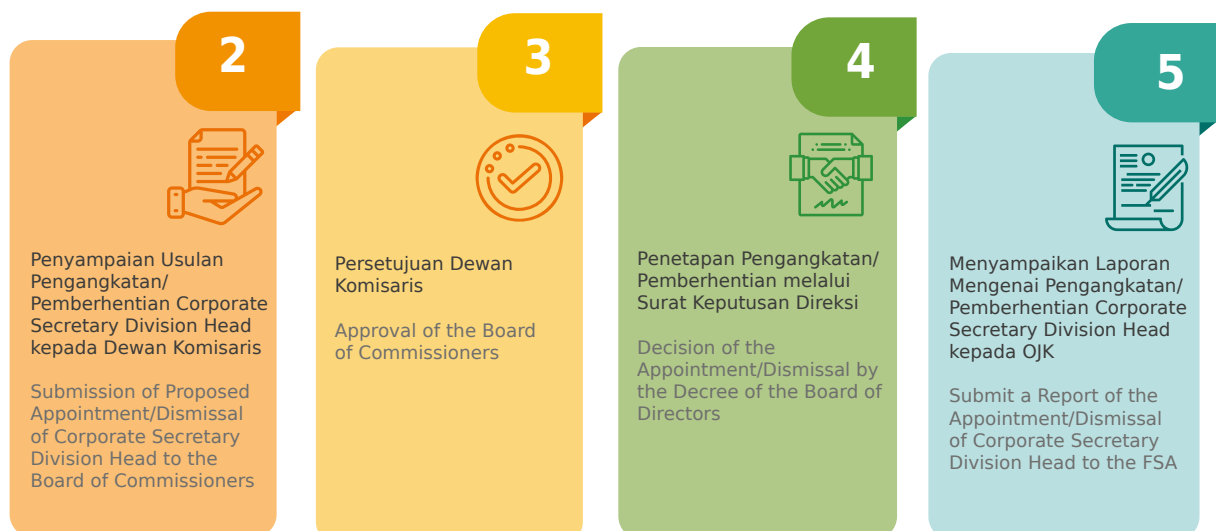 2
Penyampaian Usulan
Pengangkatan/
Pemberhentian Corporate
Secretary Division Head
kepada Dewan Komisaris
Submission of Proposed
Appointment/Dismissal
of Corporate Secretary
Division Head to the
Board of Commissioners
3
Persetujuan Dewan
Komisaris
Approval of the Board
of Commissioners
4
Penetapan Pengangkatan/
Pemberhentian melalui
Surat Keputusan Direksi
Decision of the
Appointment/Dismissal by
the Decree of the Board of
Directors
5
Menyampaikan Laporan
Mengenai Pengangkatan/
Pemberhentian Corporate
Secretary Division Head
kepada OJK
Submit a Report of the
Appointment/Dismissal
of Corporate Secretary
Division Head to the FSA